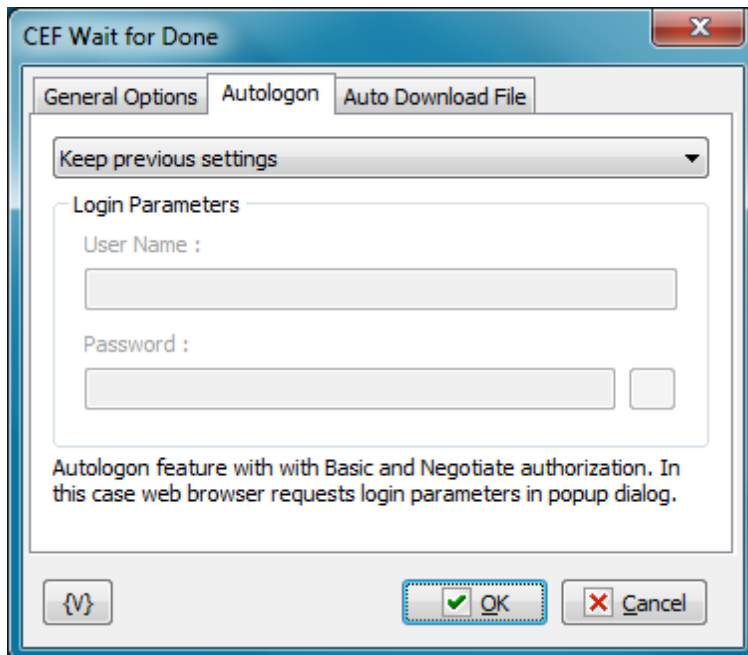 CEF Wait for Done
General Options
Autologon
Auto Download File
Keep previous settings
Login Parameters
User Name :
Password :
Autologon feature with with Basic and Negotiate authorization. In
this case web browser requests login parameters in popup dialog.
{V}
OK
Cancel